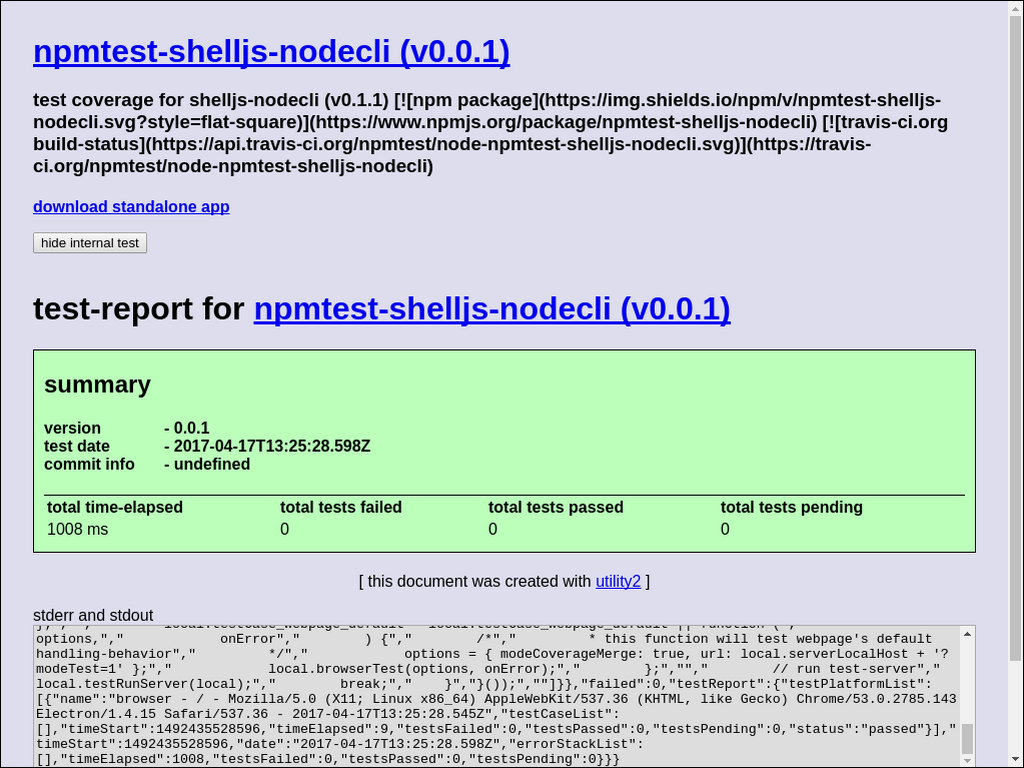 npmtest-shelljs-nodecli (v0.0.1)
test coverage for shelljs-nodecli (v0.1.1) [![npm package](https://img.shields.io/npm/v/npmtest-shelljs-
nodecli.svg?style=flat-square)](https://www.npmjs.org/package/npmtest-shelljs-nodecli) [![travis-ci.org
build-status](https://api.travis-ci.org/npmtest/node-npmtest-shelljs-nodecli.svg)](https://travis-
ci.org/npmtest/node-npmtest-shelljs-nodecli)
download standalone app
hide internal test
test-report for npmtest-shelljs-nodecli (v0.0.1)
summary
version - 0.0.1
test date - 2017-04-17T13:25:28.598Z
commit info - undefined
total time-elapsed total tests failed total tests passed total tests pending
1008 ms 0 0 0
[ this document was created with utility2 ]
stderr and stdout
options,","            onError","        ) {","        /*","        * this function will test webpage's default
handling-behavior","         */","            options = { modeCoverageMerge: true, url: local.serverLocalHost + '?
modeTest=1' };","            local.browserTest(options, onError);","        };","","        // run test-server","
local.testRunServer(local);","        break;","    }","}());",""]}},"failed":0,"testReport":{"testPlatformList":
[{"name":"browser - / - Mozilla/5.0 (X11; Linux x86_64) AppleWebKit/537.36 (KHTML, like Gecko) Chrome/53.0.2785.143
Electron/1.4.15 Safari/537.36 - 2017-04-17T13:25:28.545Z","testCaseList":
[],"timeStart":1492435528596,"timeElapsed":9,"testsFailed":0,"testsPassed":0,"testsPending":0,"status":"passed"}],"
timeStart":1492435528596,"date":"2017-04-17T13:25:28.598Z","errorStackList":
[],"timeElapsed":1008,"testsFailed":0,"testsPassed":0,"testsPending":0}}}